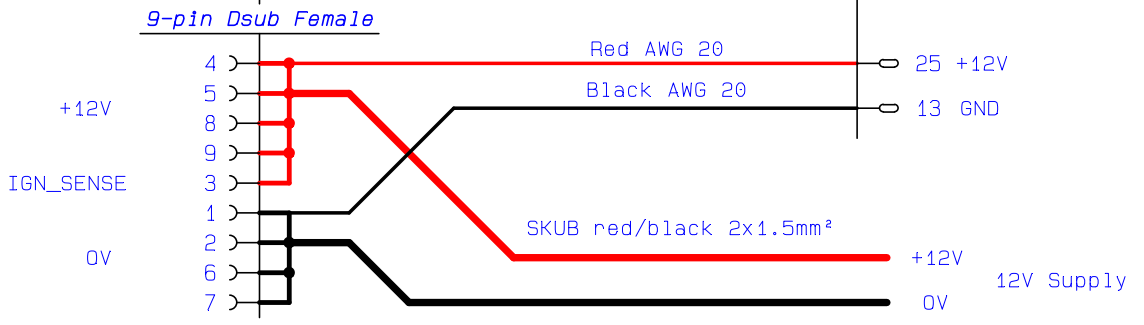 9-pin Dsub Female
Red AWG 20
4
25 +12V
5
Black AWG 20
+12V
13 GND
8
9
IGN_SENSE
3
1
SKUB red/black 2x1.5mm²
2
0V
+12V
6
12V Supply
7
0V